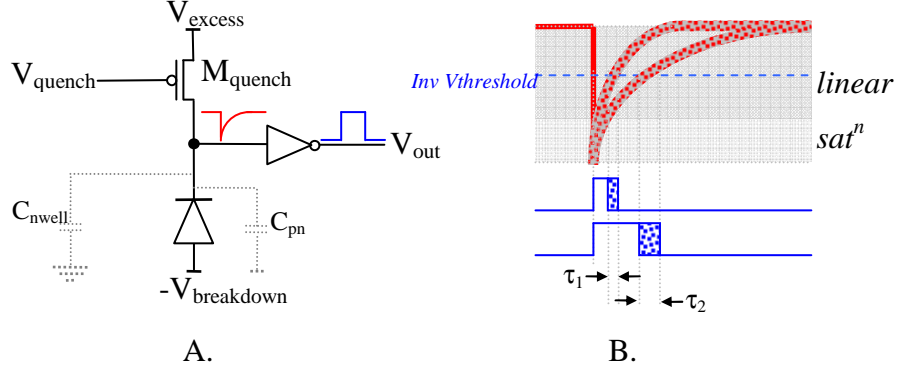 V_excess
V_quench
M_quench
V_out
C_nwell
C_pn
-V_breakdown
A.
Inv Vthreshold
linear
sat^n
τ_1
τ_2
B.